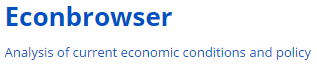 Econbrowser
Analysis of current economic conditions and policy